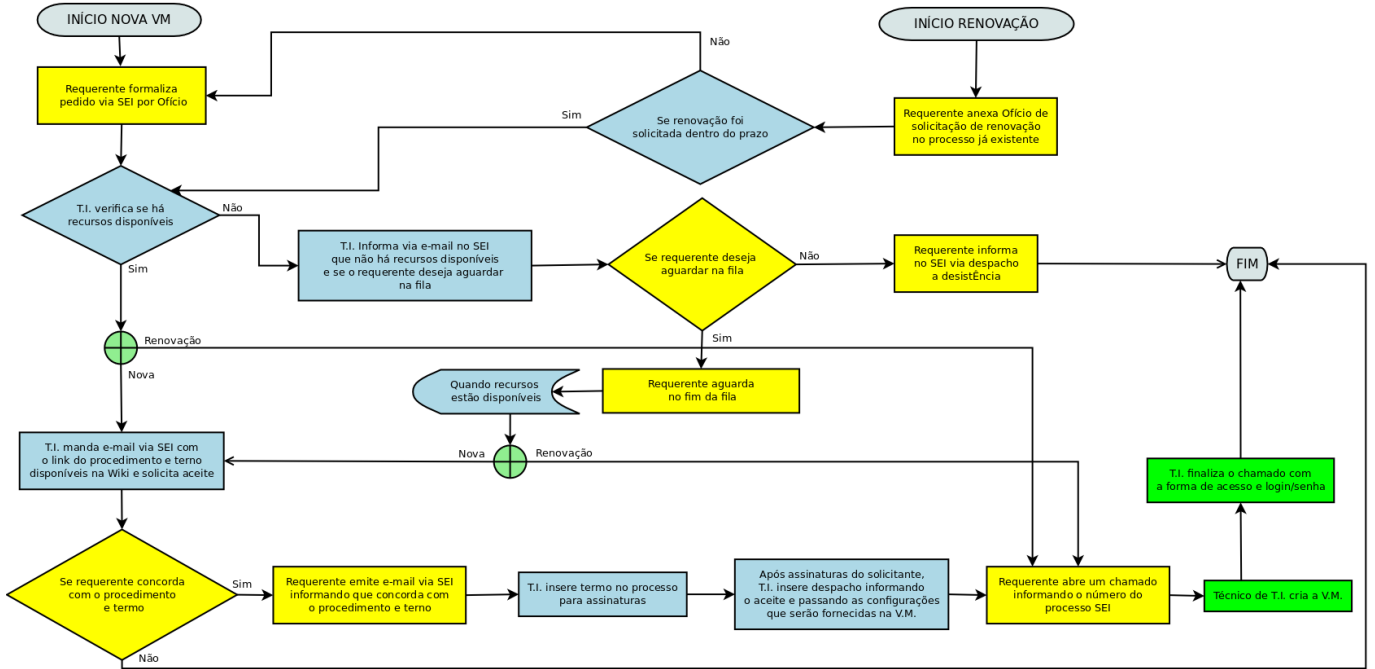 INÍCIO NOVA VM
INÍCIO RENOVAÇÃO
Não
Requerente formaliza
pedido via SEI por Ofício
Sim
Se renovação foi
solicitada dentro do prazo
Requerente anexa Ofício de
solicitação de renovação
no processo já existente
T.I. verifica se há
recursos disponíveis
Não
T.I. Informa via e-mail no SEI
que não há recursos disponíveis
e se o requerente deseja aguardar
na fila
Se requerente deseja
aguardar na fila
Não
Requerente informa
no SEI via despacho
a desistÊncia
FIM
Sim
Renovação
Sim
Nova
Quando recursos
estão disponíveis
Requerente aguarda
no fim da fila
T.I. manda e-mail via SEI com
o link do procedimento e terno
disponíveis na Wiki e solicita aceite
Nova
Renovação
T.I. finaliza o chamado com
a forma de acesso e login/senha
Se requerente concorda
com o procedimento
e termo
Sim
Requerente emite e-mail via SEI
informando que concorda com
o procedimento e terno
T.I. insere termo no processo
para assinaturas
Após assinaturas do solicitante,
T.I. insere despacho informando
o aceite e passando as configurações
que serão fornecidas na V.M.
Requerente abre um chamado
informando o número do
processo SEI
Técnico de T.I. cria a V.M.
Não